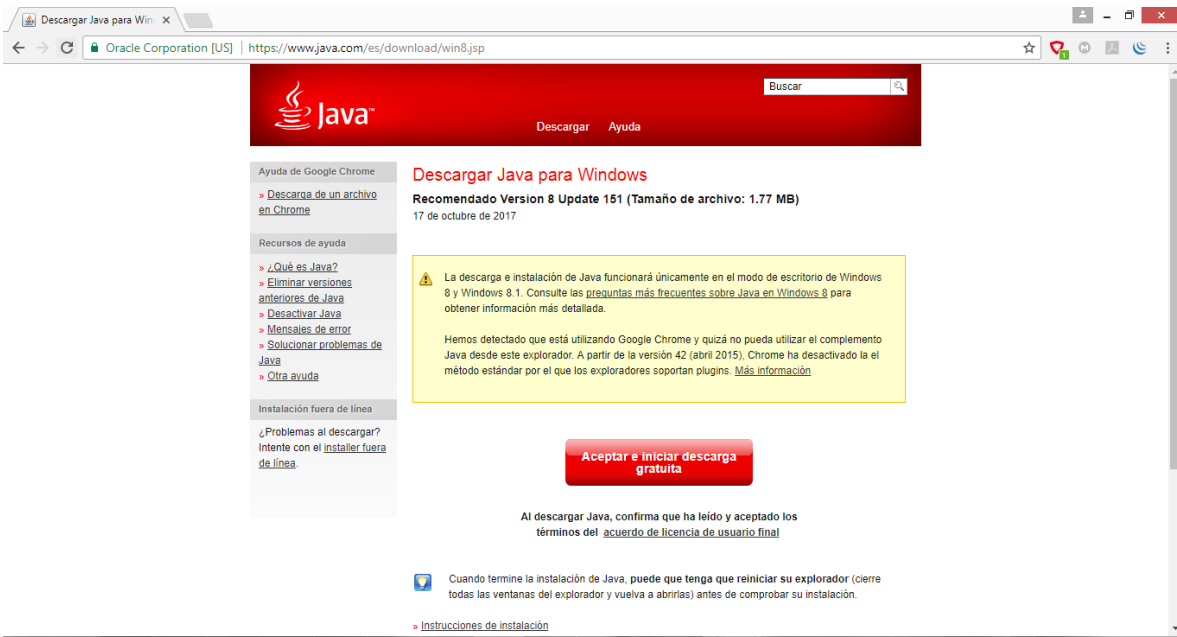 Descargar Java para Win
Oracle Corporation [US] https://www.java.com/es/download/win8.jsp
1
Java™
Buscar
Descargar Ayuda
Ayuda de Google Chrome
» Descarga de un archivo
en Chrome
Recursos de ayuda
» ¿Qué es Java?
» Eliminar versiones
anteriores de Java
» Desactivar Java
» Mensajes de error
» Solucionar problemas de
Java
» Otra ayuda
Instalación fuera de línea
¿Problemas al descargar?
Intente con el installer fuera
de línea.
Descargar Java para Windows
Recomendado Version 8 Update 151 (Tamaño de archivo: 1.77 MB)
17 de octubre de 2017
La descarga e instalación de Java funcionará únicamente en el modo de escritorio de Windows
8 y Windows 8.1. Consulte las preguntas más frecuentes sobre Java en Windows 8 para
obtener información más detallada.
Hemos detectado que está utilizando Google Chrome y quizá no pueda utilizar el complemento
Java desde este explorador. A partir de la versión 42 (abril 2015), Chrome ha desactivado la el
método estándar por el que los exploradores soportan plugins. Más información
Aceptar e iniciar descarga
gratuita
Al descargar Java, confirma que ha leído y aceptado los
términos del acuerdo de licencia de usuario final
Cuando termine la instalación de Java, puede que tenga que reiniciar su explorador (cierre
todas las ventanas del explorador y vuelva a abrirlas) antes de comprobar su instalación.
» Instrucciones de instalación